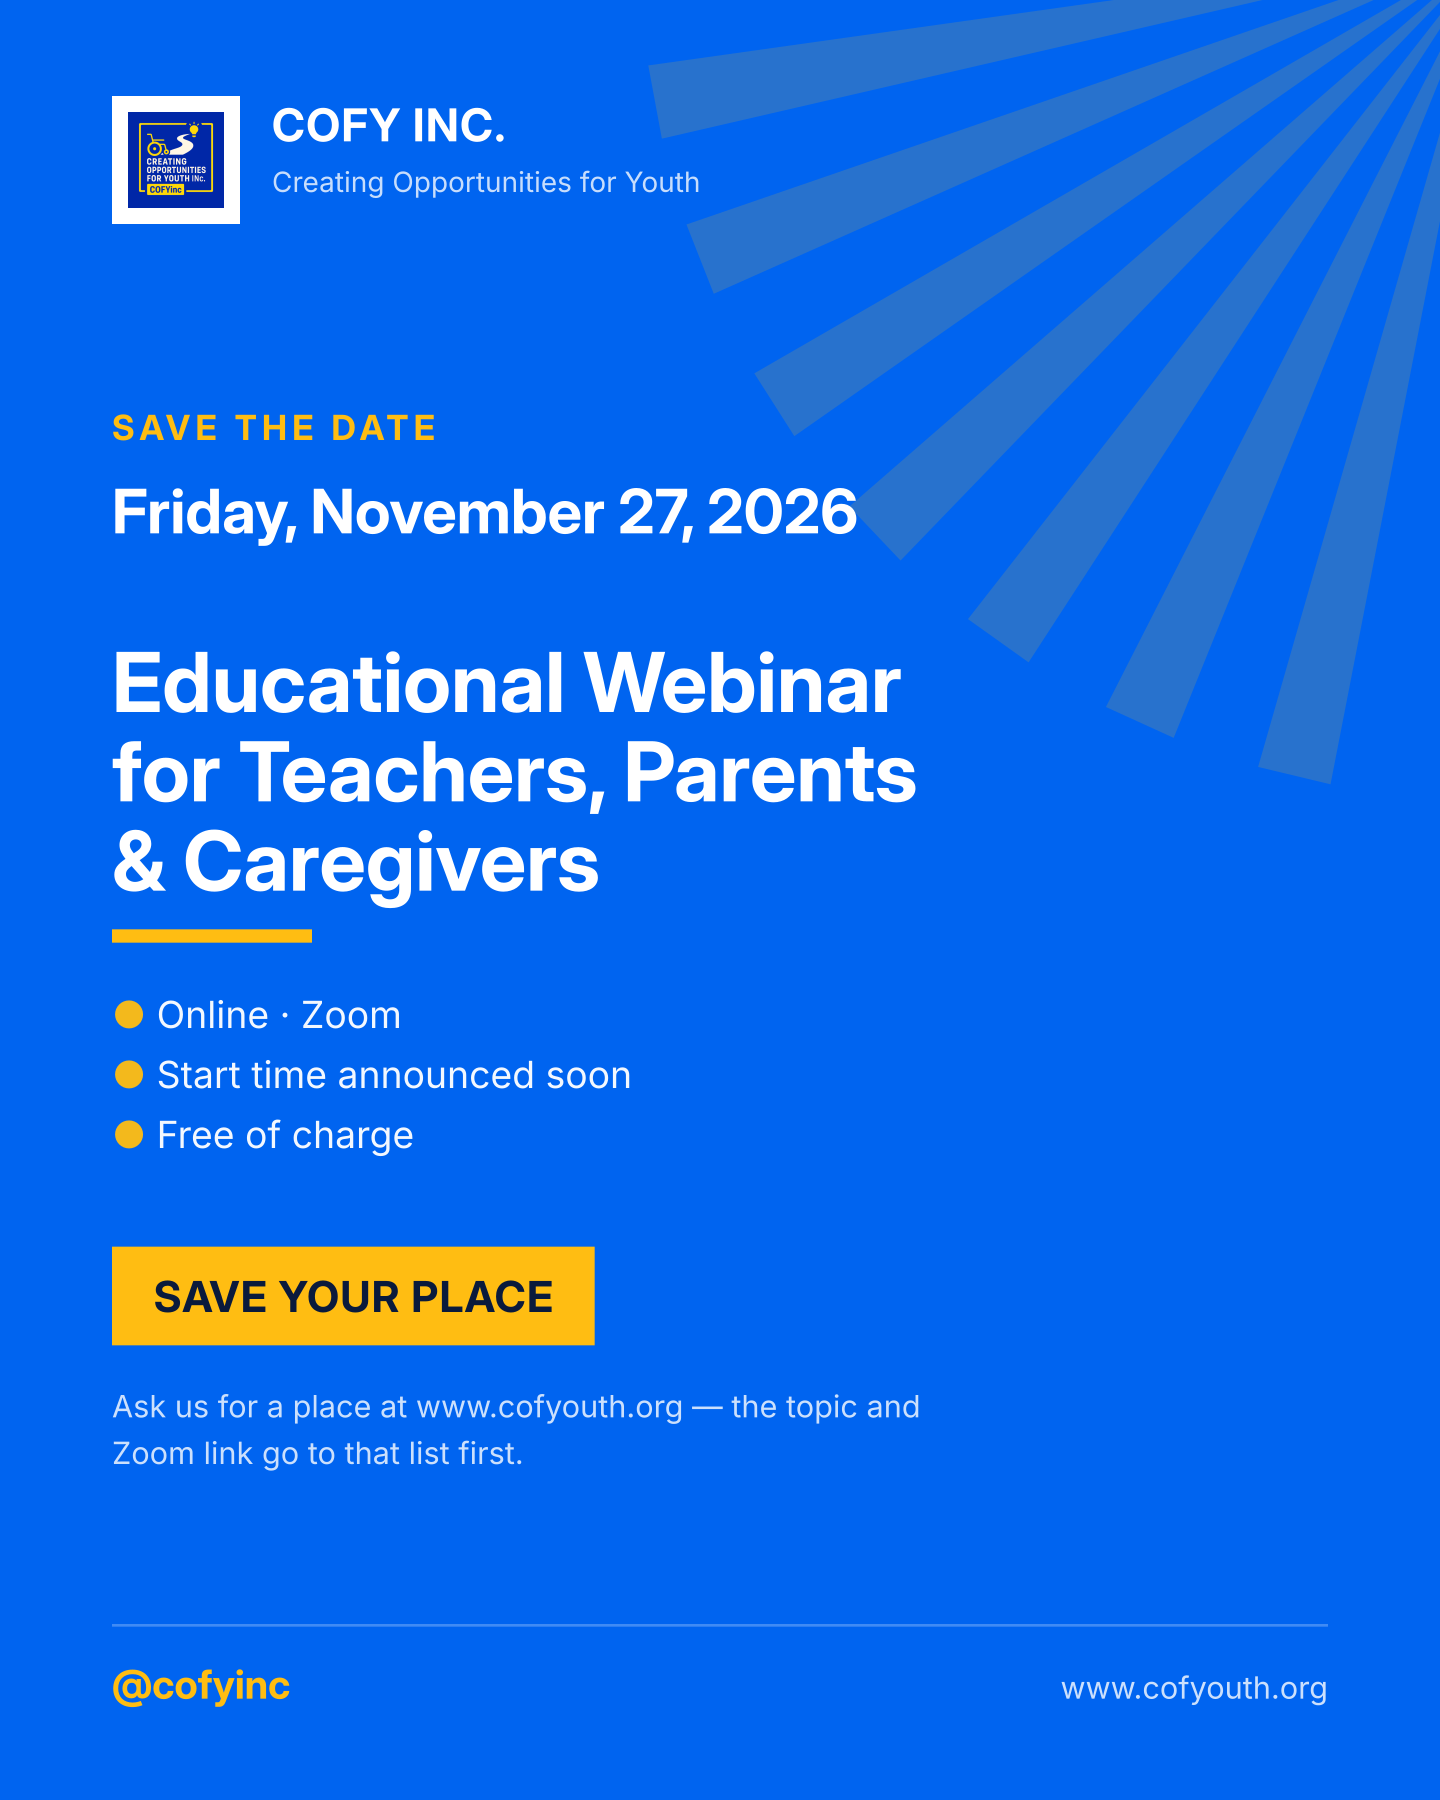 CREATING
OPPORTUNITIES
FOR YOUTH INc.
COFYinc
COFY INC.
Creating Opportunities for Youth
SAVE THE DATE
Friday, November 27, 2026
Educational Webinar
for Teachers, Parents
& Caregivers
Online · Zoom
Start time announced soon
Free of charge
SAVE YOUR PLACE
Ask us for a place at www.cofyouth.org — the topic and
Zoom link go to that list first.
@cofyinc
www.cofyouth.org